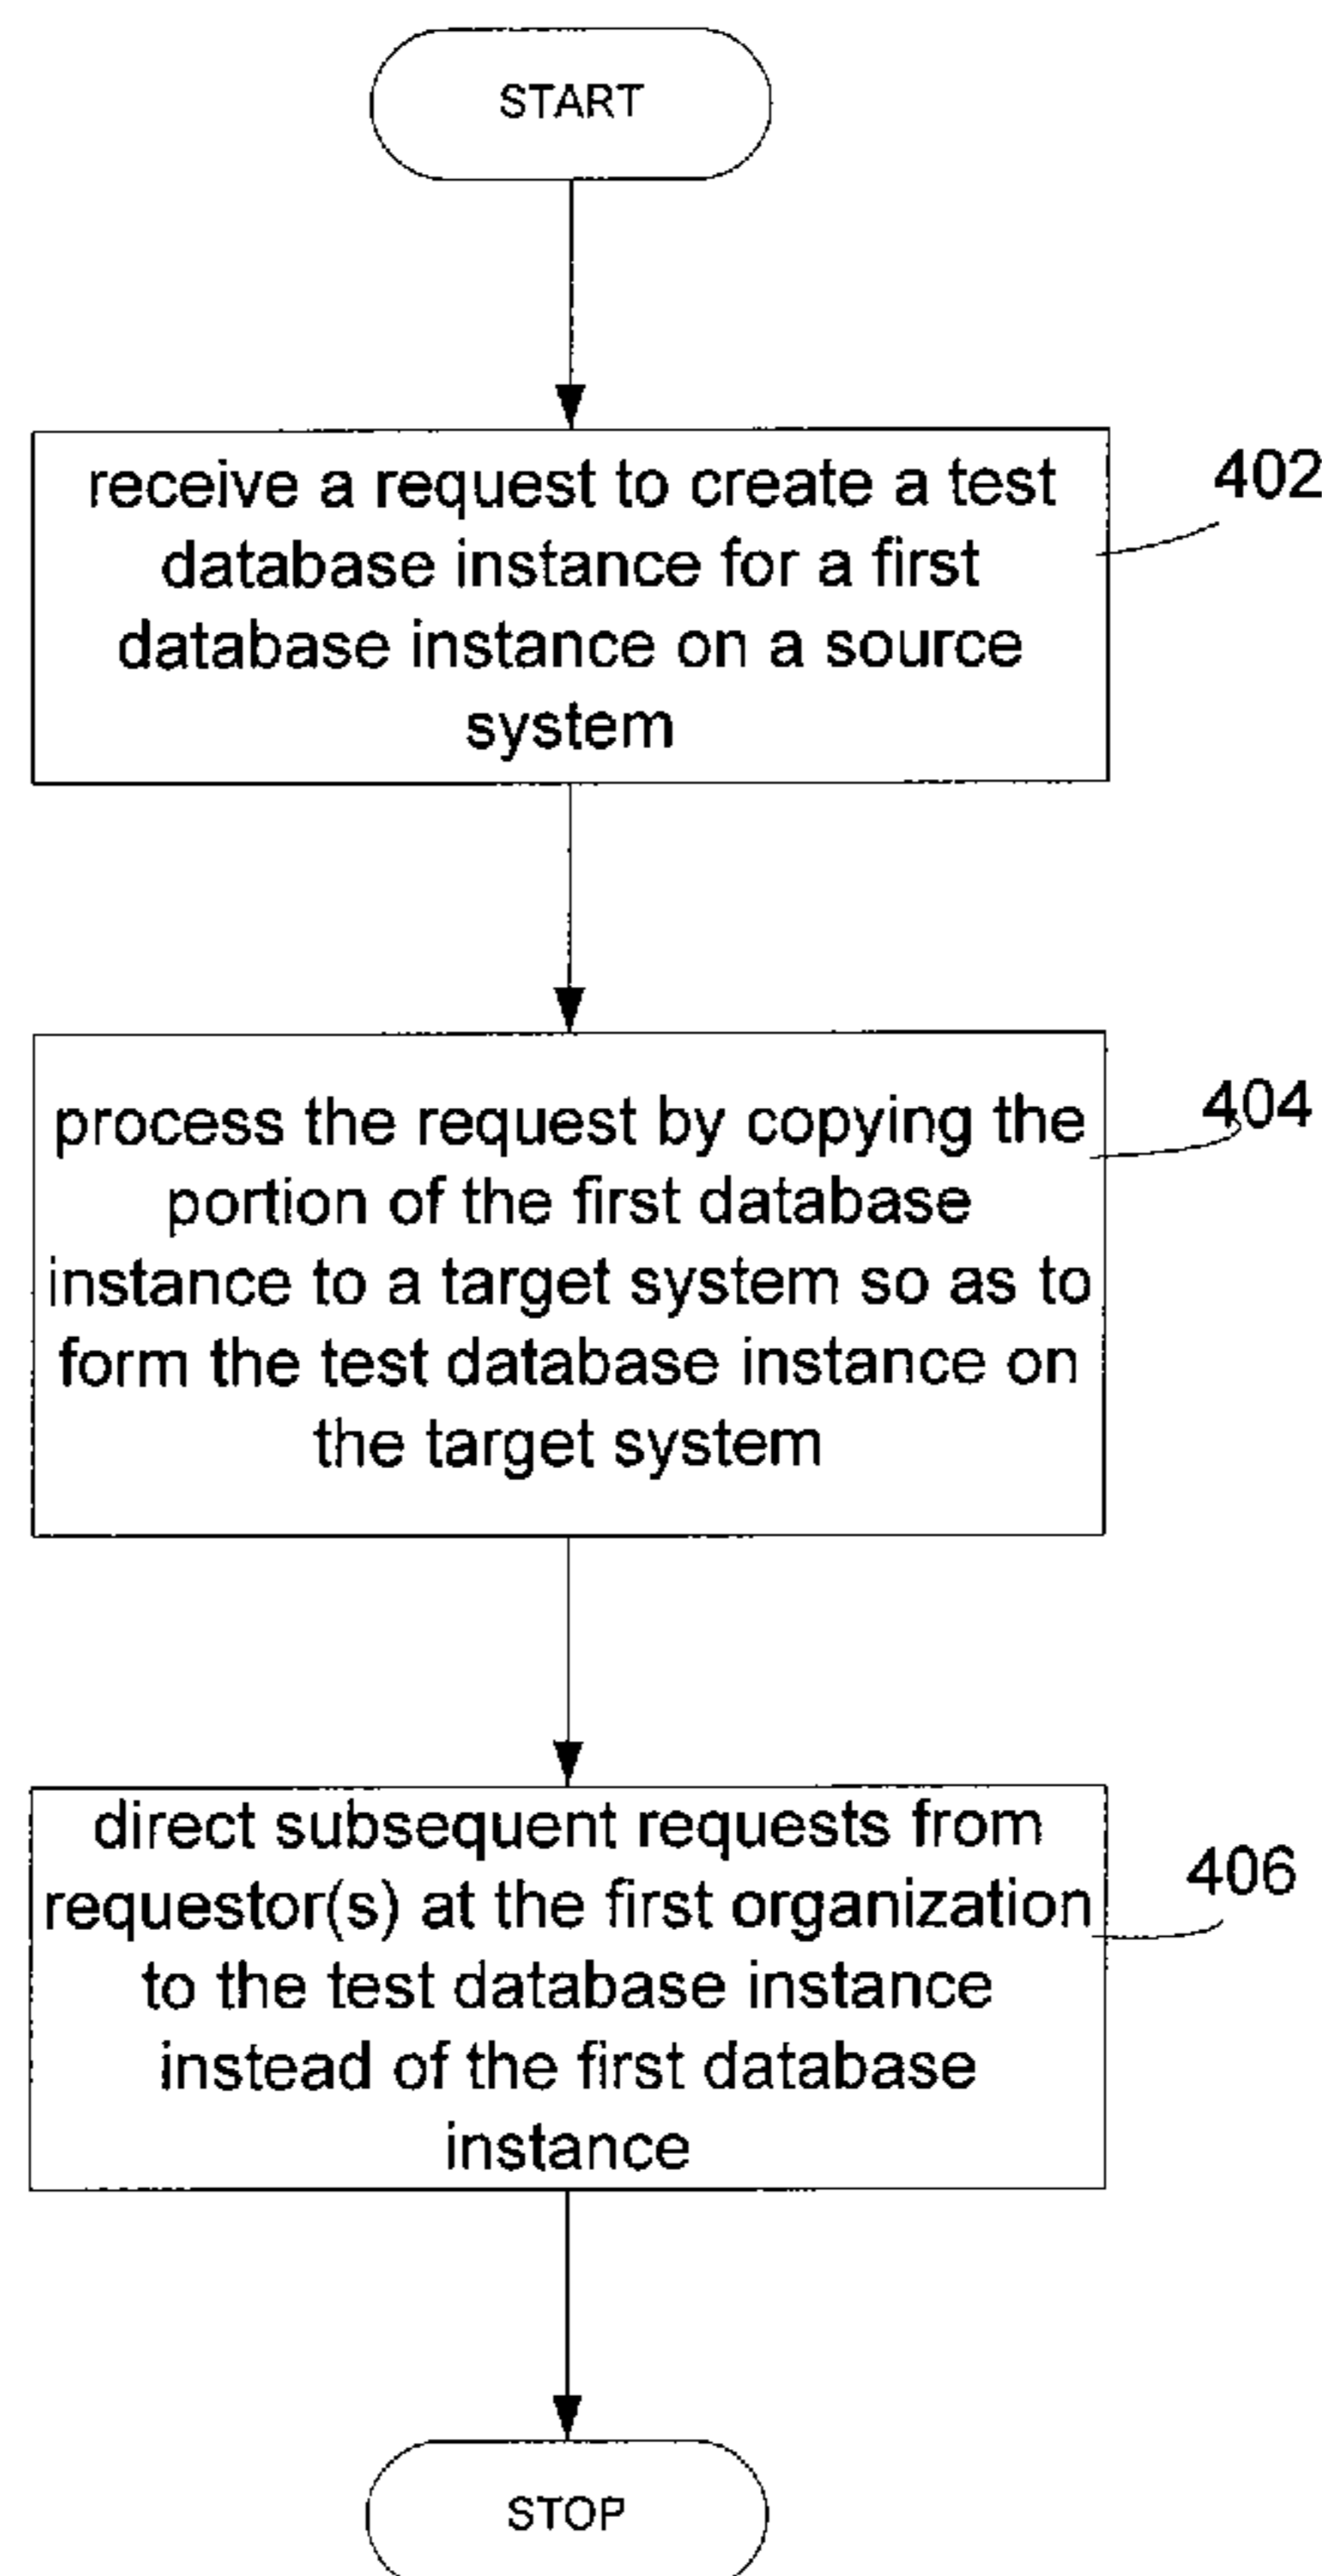 START
receive a request to create a test
402
database instance for a first
database instance on a source
system
process the request by copying the
404
portion of the first database
instance to a target system so as to
form the test database instance on
the target system
direct subsequent requests from
406
requestor(s) at the first organization
to the test database instance
instead of the first database
instance
STOP